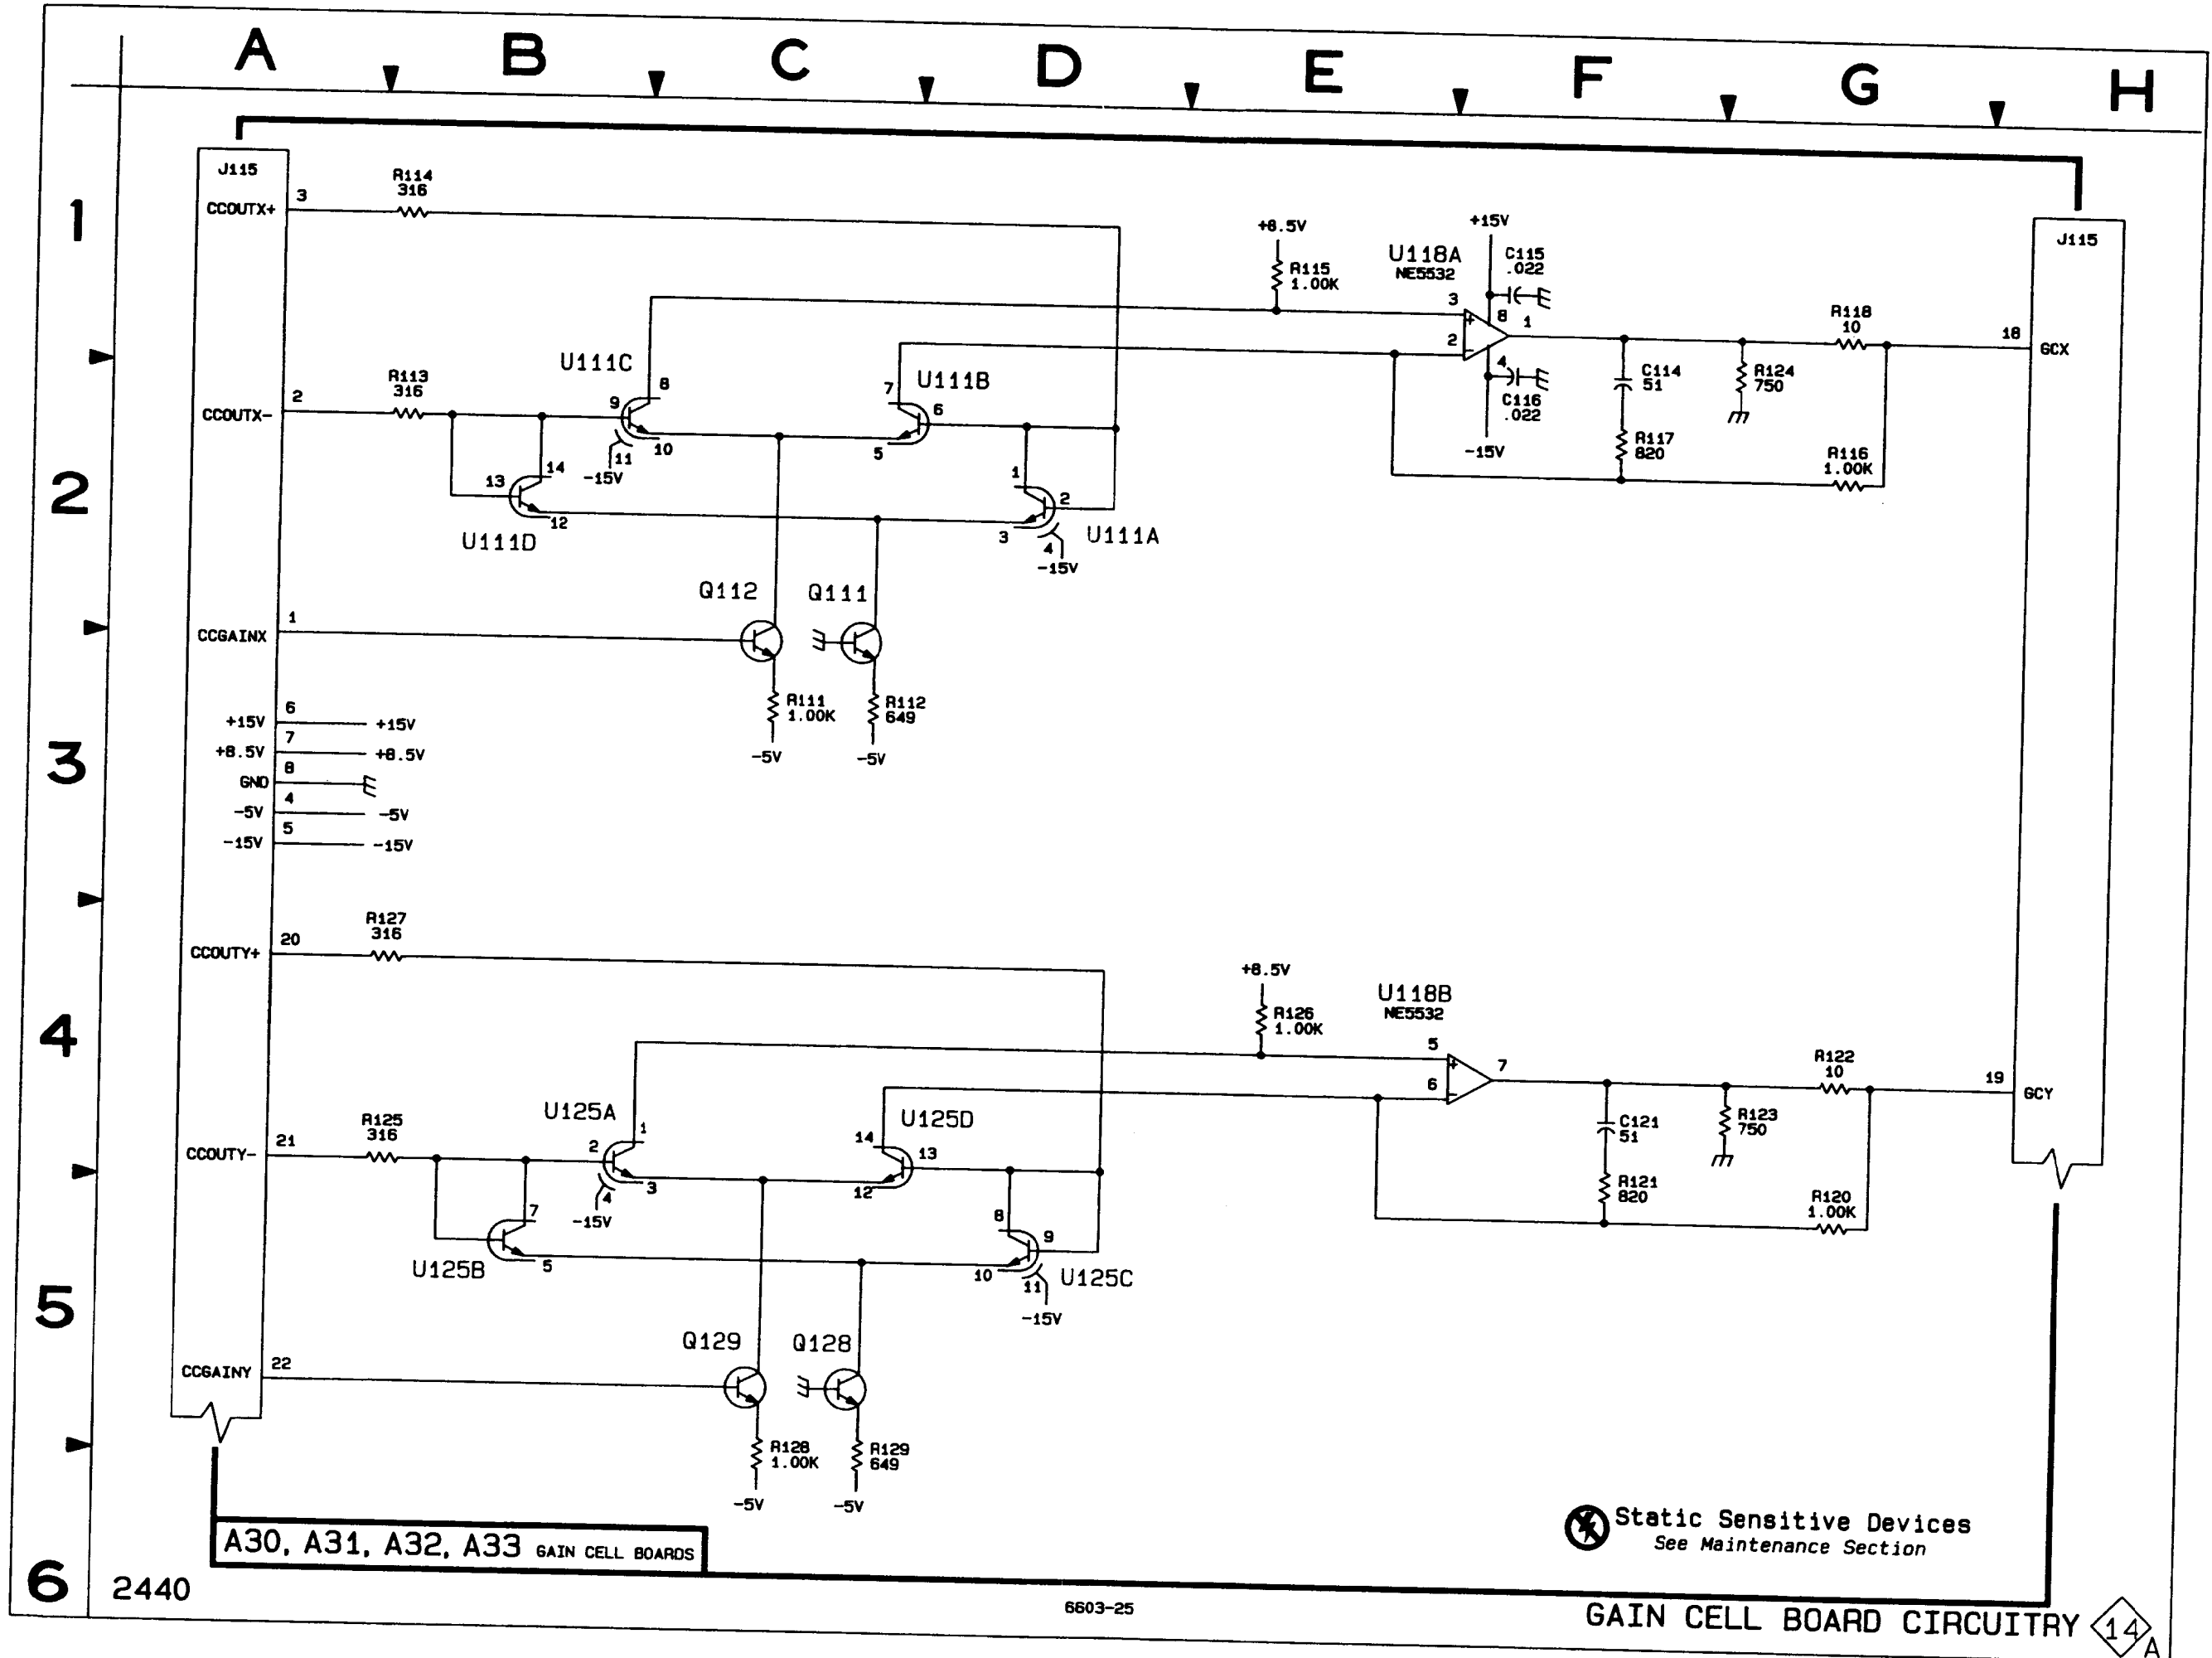 A B C D E F G H
1
2
3
4
5
6
J115
CCOUTX+
3
R114
316
CCOUTX-
2
R113
316
U111C
9
8
10
11
-15V
U111B
7
6
5
13
14
12
U111D
1
2
3
4
-15V
U111A
+8.5V
R115
1.00K
U118A
NE5532
+15V
C115
.022
3
8
1
2
4
C116
.022
-15V
C114
51
R117
820
R124
750
R118
10
R116
1.00K
18
J115
GCX
CCGAINX
1
Q112
Q111
R111
1.00K
-5V
R112
649
-5V
+15V
6
+15V
+8.5V
7
+8.5V
GND
8
-5V
4
-5V
-15V
5
-15V
CCOUTY+
20
R127
316
CCOUTY-
21
R125
316
U125A
2
1
3
4
-15V
U125D
14
13
12
7
5
U125B
8
9
10
11
-15V
U125C
+8.5V
R126
1.00K
U118B
NE5532
5
6
7
C121
51
R121
820
R123
750
R122
10
R120
1.00K
19
GCY
CCGAINY
22
Q129
Q128
R128
1.00K
-5V
R129
649
-5V
A30, A31, A32, A33 GAIN CELL BOARDS
Static Sensitive Devices
See Maintenance Section
2440
6603-25
GAIN CELL BOARD CIRCUITRY
14
A